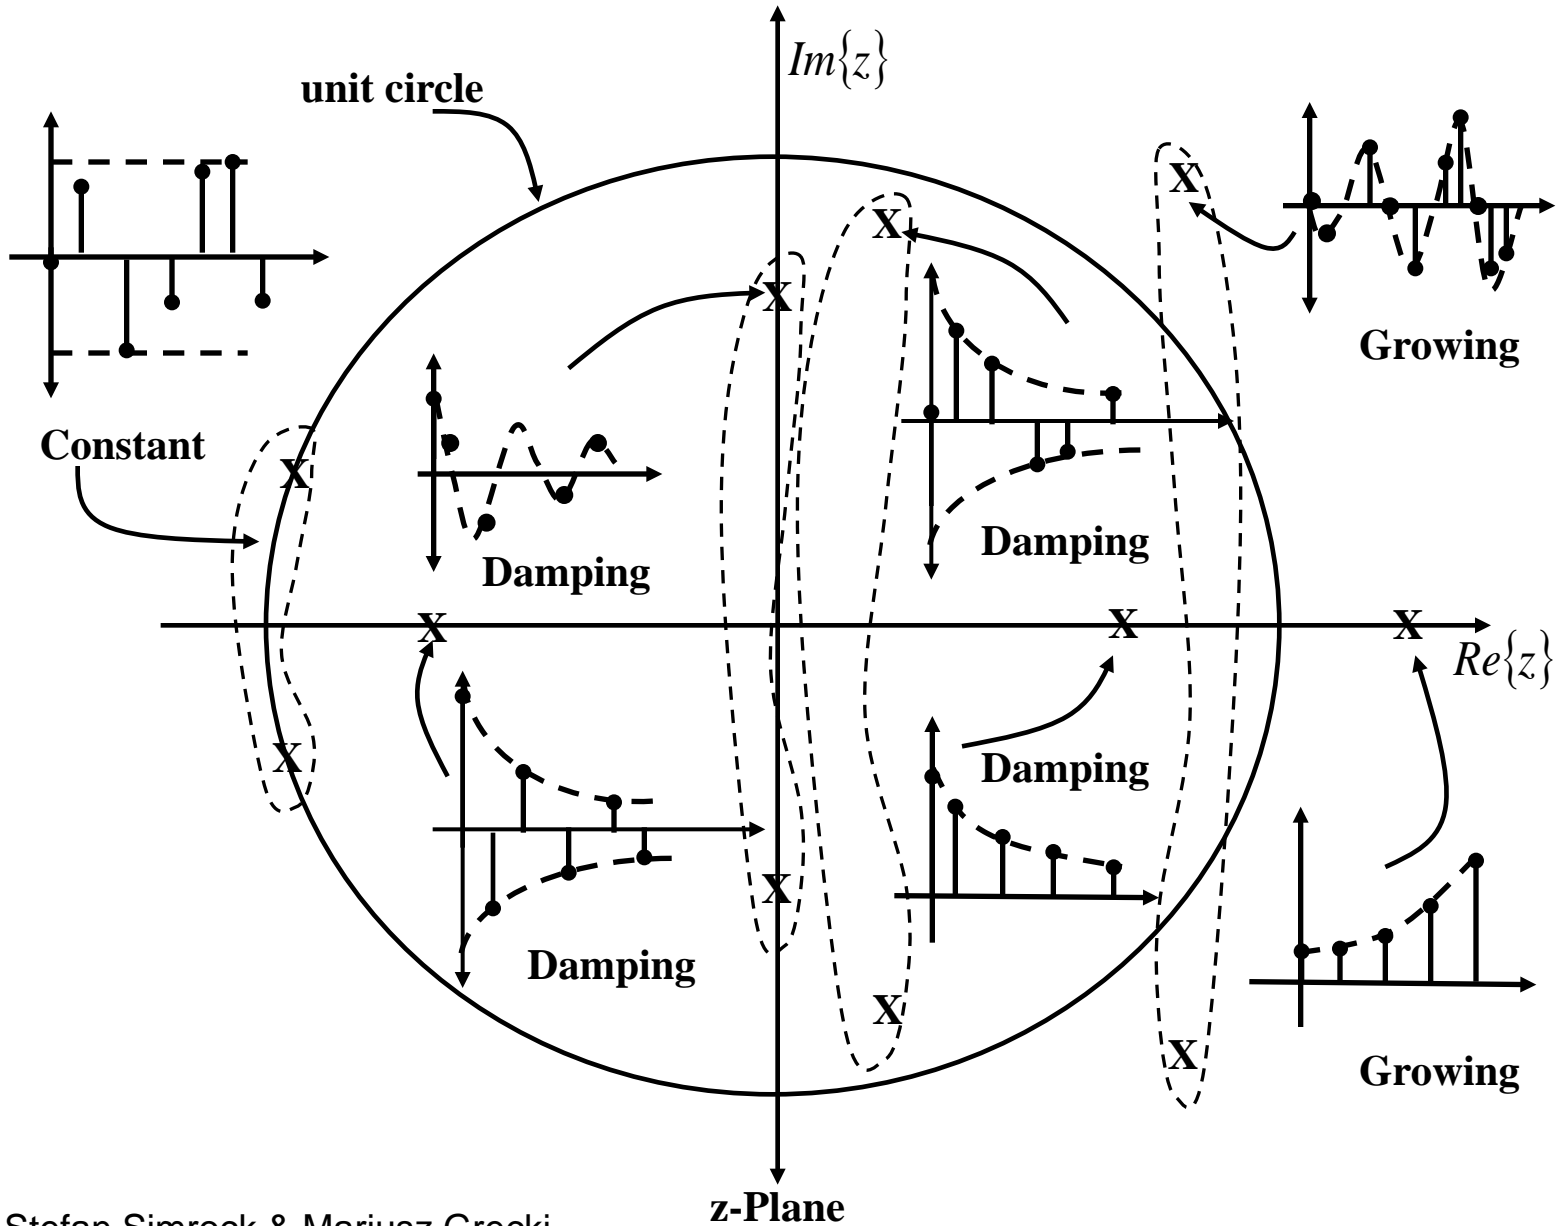 Im{z}
unit circle
X
X
X
Growing
X
Constant
X
Damping
Damping
X
X
X
Re{z}
X
Damping
X
Damping
X
X
Growing
z-Plane
Stefan Simrock & Mariusz Grecki